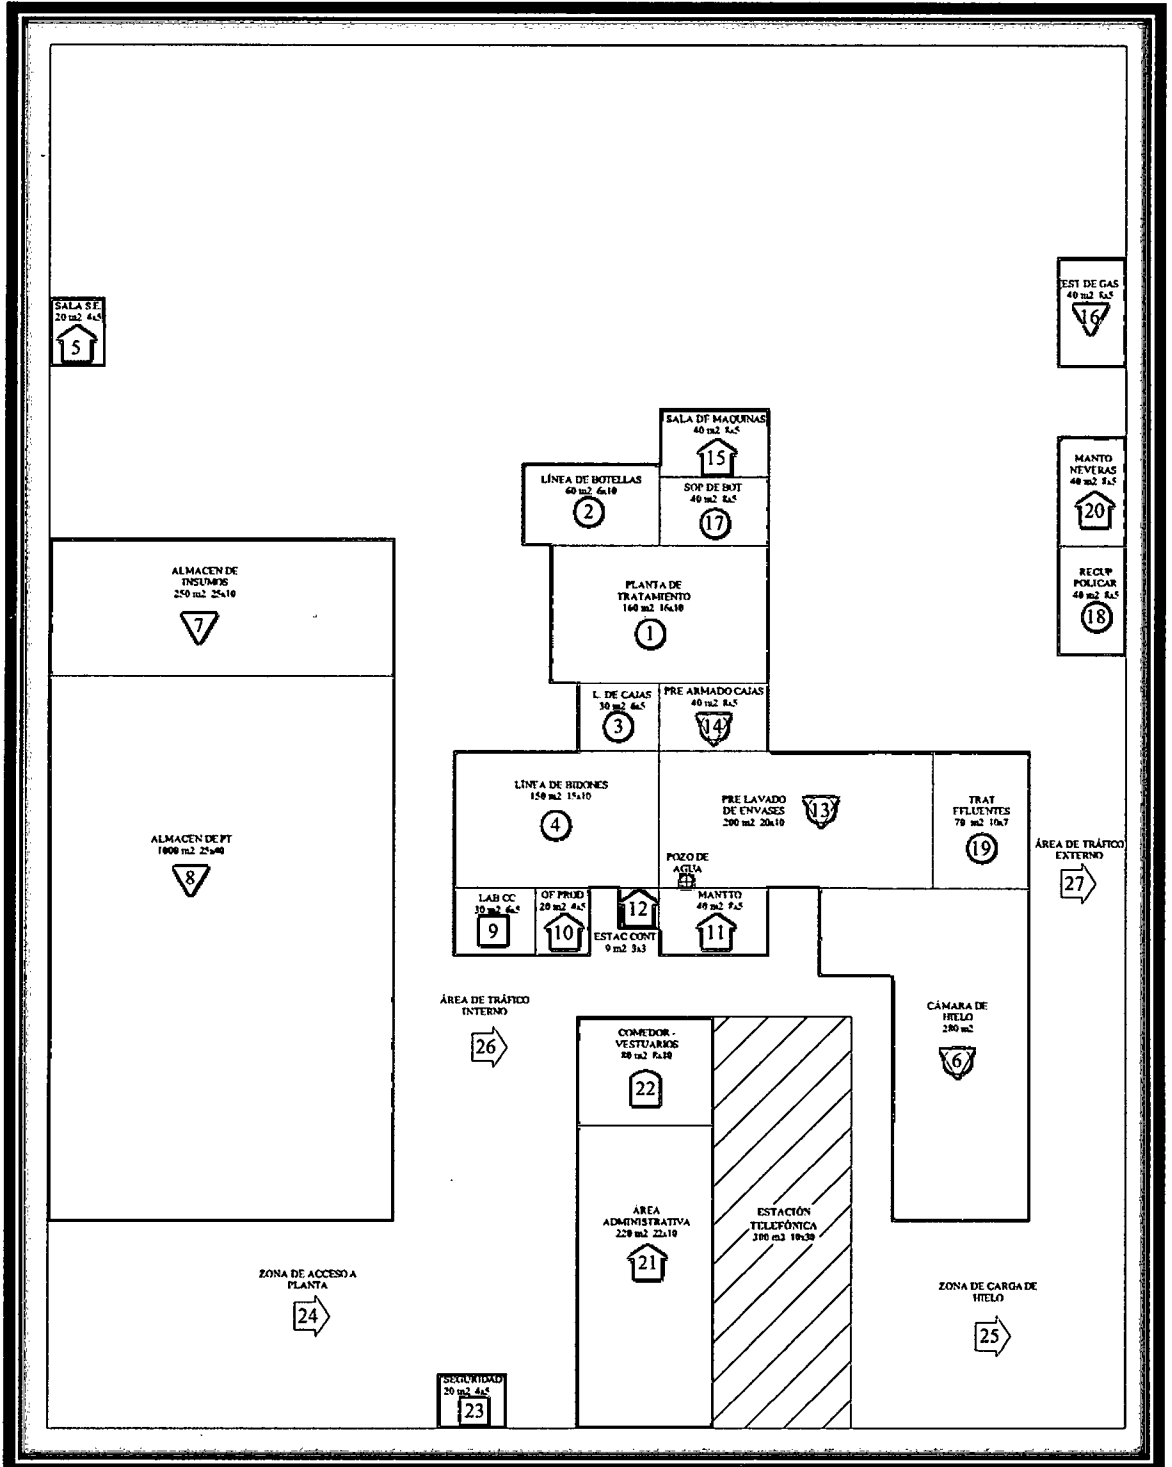 EST DE GAS
40 m2 8x5
16
SALA S.E.
20 m2 4x5
5
SALA DE MAQUINAS
40 m2 8x5
15
MANTO
NEVERAS
40 m2 8x5
20
LÍNEA DE BOTELLAS
60 m2 6x10
2
SOP DE BOT
40 m2 8x5
17
ALMACEN DE
INSUMOS
250 m2 25x10
7
PLANTA DE
TRATAMIENTO
160 m2 16x10
1
RECUP
POLICAR
40 m2 8x5
18
L. DE CAJAS
30 m2 6x5
3
PRE ARMADO CAJAS
40 m2 8x5
14
LÍNEA DE BIDONES
150 m2 15x10
4
PRE LAVADO
DE ENVASES
200 m2 20x10
13
TRAT
EFLUENTES
70 m2 10x7
19
ALMACEN DE PT
1000 m2 25x40
8
ÁREA DE TRÁFICO
EXTERNO
27
POZO DE
AGUA
LAB CC
30 m2 6x5
9
OF PROD
20 m2 4x5
10
12
ESTAC CONT
9 m2 3x3
MANTTO
40 m2 8x5
11
ÁREA DE TRÁFICO
INTERNO
26
CÁMARA DE
HIELO
280 m2
6
COMEDOR -
VESTUARIOS
80 m2 8x10
22
ÁREA
ADMINISTRATIVA
220 m2 22x10
21
ESTACIÓN
TELEFÓNICA
300 m2 10x30
ZONA DE ACCESO A
PLANTA
24
ZONA DE CARGA DE
HIELO
25
SEGURIDAD
20 m2 4x5
23